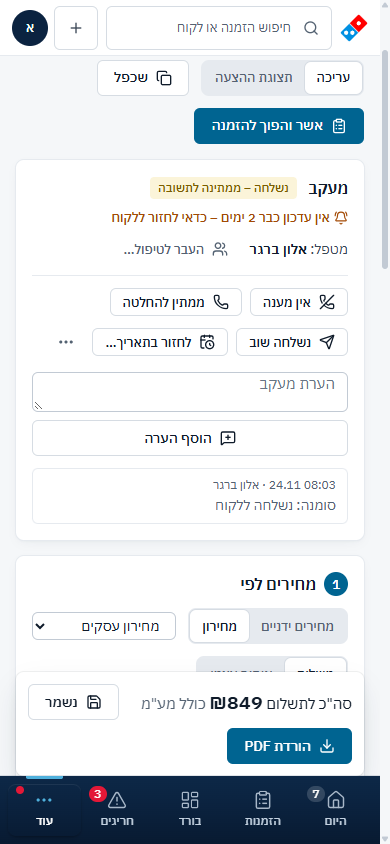 חיפוש הזמנה או לקוח
א
עריכה
תצוגת ההצעה
שכפל
אשר והפוך להזמנה
מעקב
נשלחה – ממתינה לתשובה
אין עדכון כבר 2 ימים – כדאי לחזור ללקוח
מטפל: אלון ברגר
העבר לטיפול...
אין מענה
ממתין להחלטה
נשלחה שוב
לחזור בתאריך...
הערת מעקב
הוסף הערה
24.11 08:03 · אלון ברגר
סומנה: נשלחה ללקוח
1 מחירים לפי
מחירים ידניים
מחירון
מחירון עסקים
סה"כ לתשלום ₪849 כולל מע"מ
נשמר
הורדת PDF
7
היום
הזמנות
בורד
3
חריגים
עוד